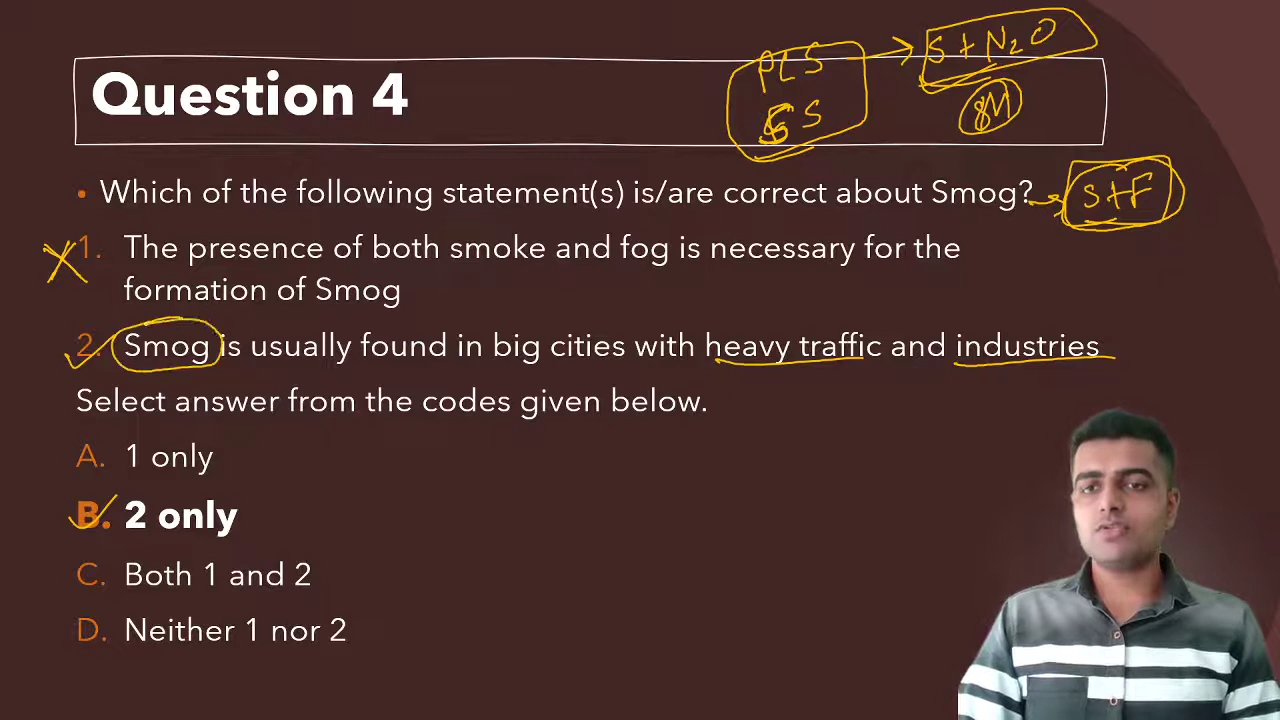 Question 4
PCS
S + N2O
S
8M
• Which of the following statement(s) is/are correct about Smog?
S+F
1. The presence of both smoke and fog is necessary for the
formation of Smog
2. Smog is usually found in big cities with heavy traffic and industries
Select answer from the codes given below.
A. 1 only
B. 2 only
C. Both 1 and 2
D. Neither 1 nor 2